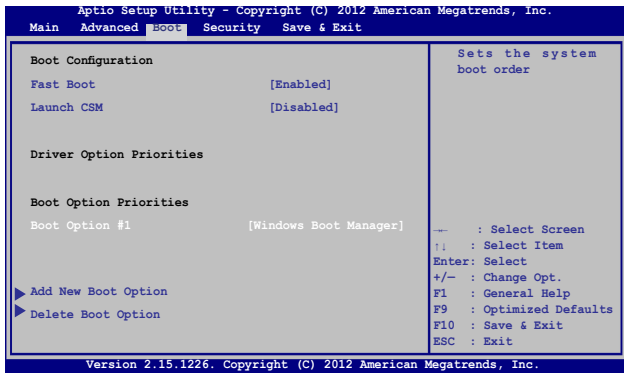 Aptio Setup Utility - Copyright (C) 2012 American Megatrends, Inc.
Main Advanced Boot Security Save & Exit
Boot Configuration
Fast Boot [Enabled]
Launch CSM [Disabled]
Driver Option Priorities
Boot Option Priorities
Boot Option #1 [Windows Boot Manager]
Add New Boot Option
Delete Boot Option
Sets the system
boot order
→← : Select Screen
↑↓ : Select Item
Enter: Select
+/— : Change Opt.
F1 : General Help
F9 : Optimized Defaults
F10 : Save & Exit
ESC : Exit
Version 2.15.1226. Copyright (C) 2012 American Megatrends, Inc.